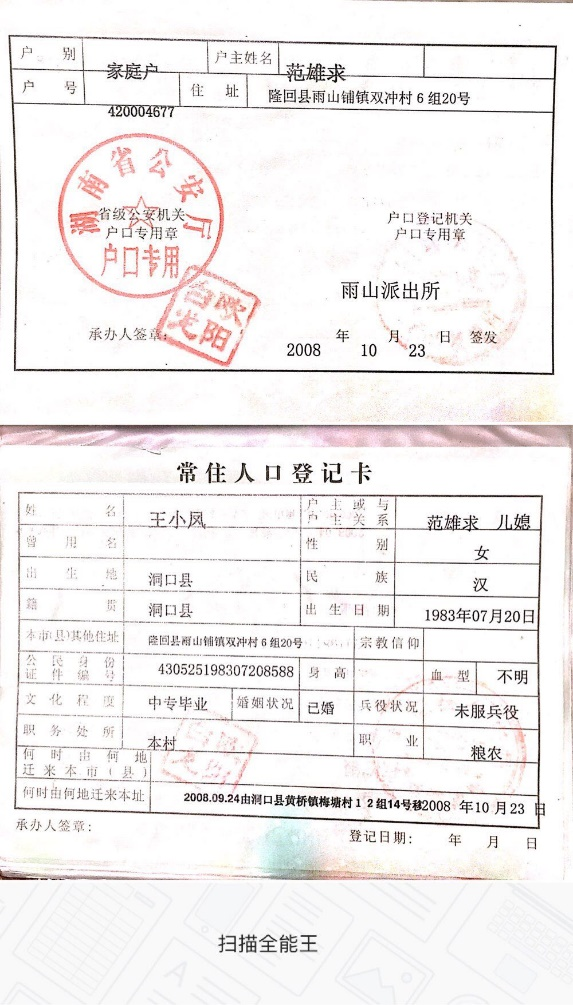 户 别 家庭户 户主姓名 范雄求
户 号 420004677 住 址 隆回县雨山铺镇双冲村6组20号
湖南省公安厅
户口专用
省级公安机关
户口专用章
户口登记机关
户口专用章
雨山派出所
欧阳
承办人签章：
2008 年 10 月 23 日 签发
常住人口登记卡
姓 名 王小凤 户主或与户主关系 范雄求 儿媳
曾用名 性 别 女
出生地 洞口县 民 族 汉
籍 贯 洞口县 出生日期 1983年07月20日
本市(县)其他住址 隆回县雨山铺镇双冲村6组20号 宗教信仰
公民身份证件编号 430525198307208588 身高 血型 不明
文化程度 中专毕业 婚姻状况 已婚 兵役状况 未服兵役
职务处所 本村 职 业 粮农
何时由何地迁来本市(县)
何时由何地迁来本址 2008.09.24由洞口县黄桥镇梅塘村12组14号移2008 年10月23 日
承办人签章：
登记日期： 年 月 日
扫描全能王